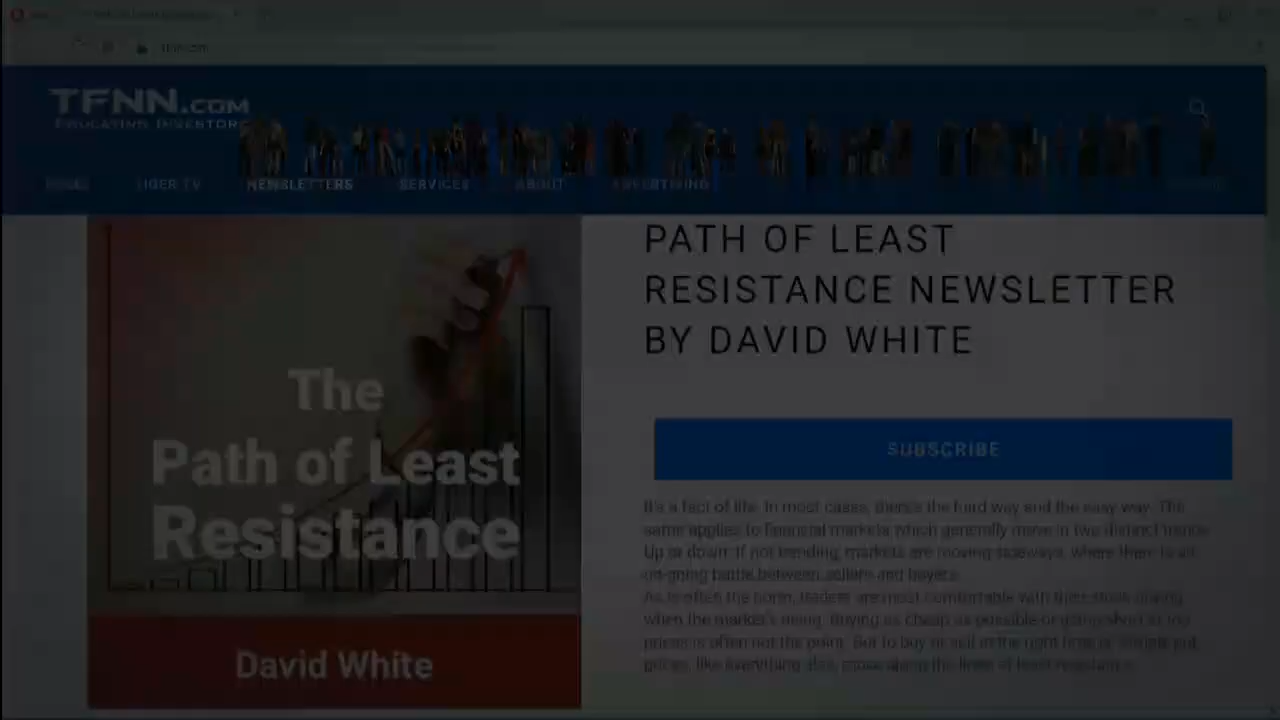 tfnn.com
TFNN.COM
EDUCATING INVESTORS
HOME TIGER TV NEWSLETTERS SERVICES ABOUT ADVERTISING
The
Path of Least
Resistance
David White
PATH OF LEAST
RESISTANCE NEWSLETTER
BY DAVID WHITE
SUBSCRIBE
It's a fact of life. In most cases, there's the hard way and the easy way. The
same applies to financial markets which generally move in two distinct
Up or down. If not trending, markets are moving sideways, where there is an
on-going battle between sellers and buyers.
As is often the norm, traders are most comfortable with
when the market's rising. Buying as cheap as possible or going short at
prices is often not the point. But to buy or sell at the right time
prices, like everything else, move along the lines of least resistance.